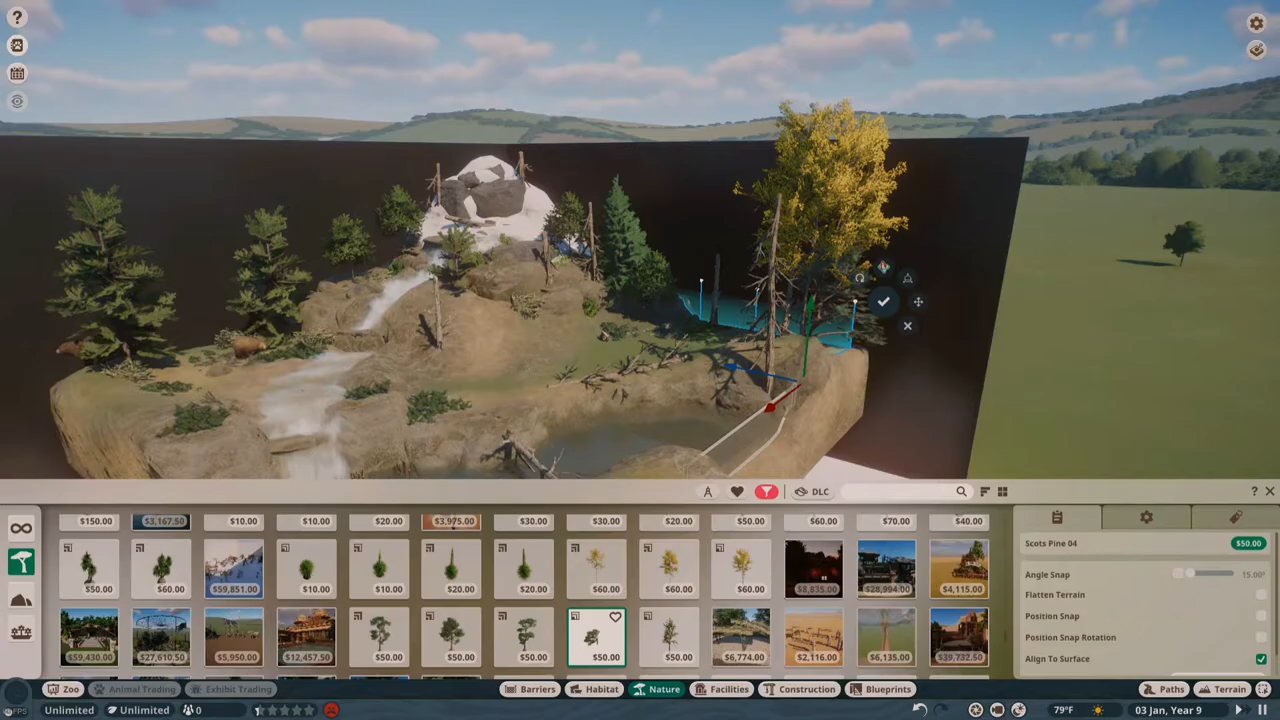 DLC
?
$150.00 $3,167.50 $10.00 $10.00 $20.00 $3,975.00 $30.00 $30.00 $20.00 $50.00 $60.00 $70.00 $40.00
$50.00 $60.00 $59,851.00 $10.00 $10.00 $20.00 $20.00 $60.00 $60.00 $60.00 $8,835.00 $28,994.00 $4,115.00
$59,430.00 $27,610.50 $5,950.00 $12,457.50 $50.00 $50.00 $50.00 $50.00 $50.00 $6,774.00 $2,116.00 $6,135.00 $39,732.50
Scots Pine 04 $50.00
Angle Snap 15.00°
Flatten Terrain
Position Snap
Position Snap Rotation
Align To Surface
Zoo Animal Trading Exhibit Trading Barriers Habitat Nature Facilities Construction Blueprints Paths Terrain
FPS Unlimited Unlimited 0 79°F 03 Jan, Year 9